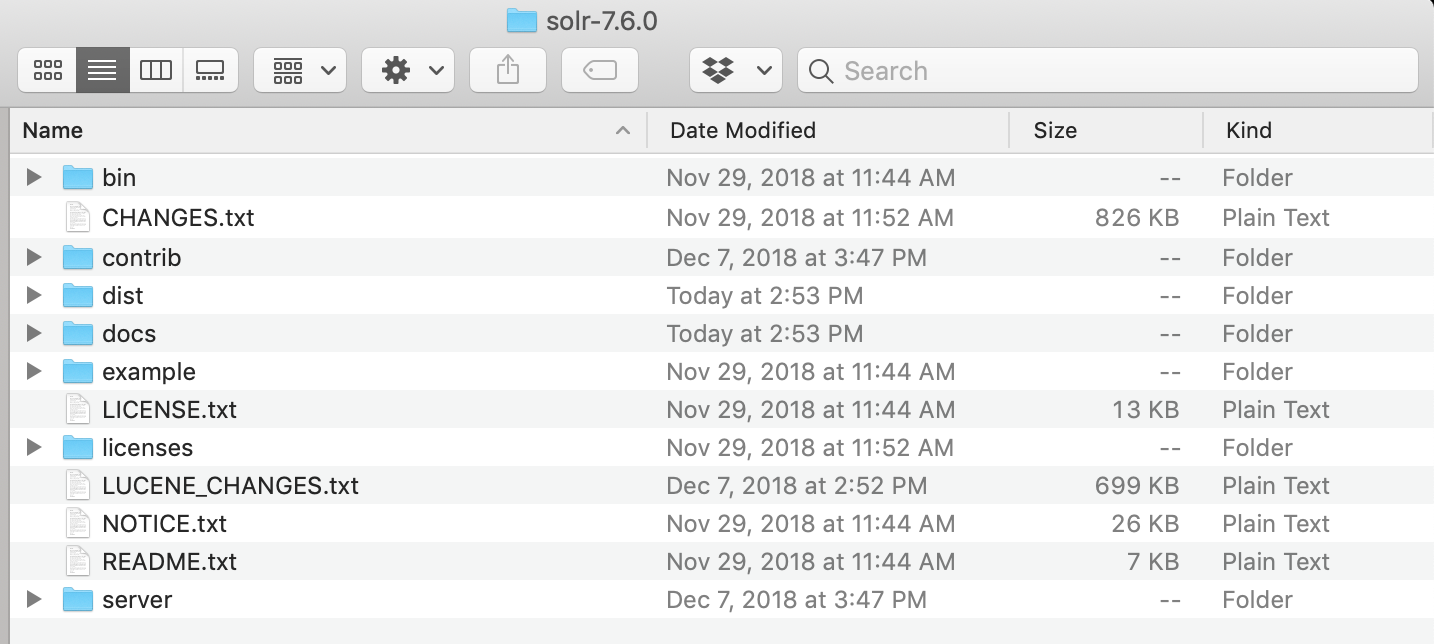 solr-7.6.0
Search
Name Date Modified Size Kind
bin Nov 29, 2018 at 11:44 AM -- Folder
CHANGES.txt Nov 29, 2018 at 11:52 AM 826 KB Plain Text
contrib Dec 7, 2018 at 3:47 PM -- Folder
dist Today at 2:53 PM -- Folder
docs Today at 2:53 PM -- Folder
example Nov 29, 2018 at 11:44 AM -- Folder
LICENSE.txt Nov 29, 2018 at 11:44 AM 13 KB Plain Text
licenses Nov 29, 2018 at 11:52 AM -- Folder
LUCENE_CHANGES.txt Dec 7, 2018 at 2:52 PM 699 KB Plain Text
NOTICE.txt Nov 29, 2018 at 11:44 AM 26 KB Plain Text
README.txt Nov 29, 2018 at 11:44 AM 7 KB Plain Text
server Dec 7, 2018 at 3:47 PM -- Folder